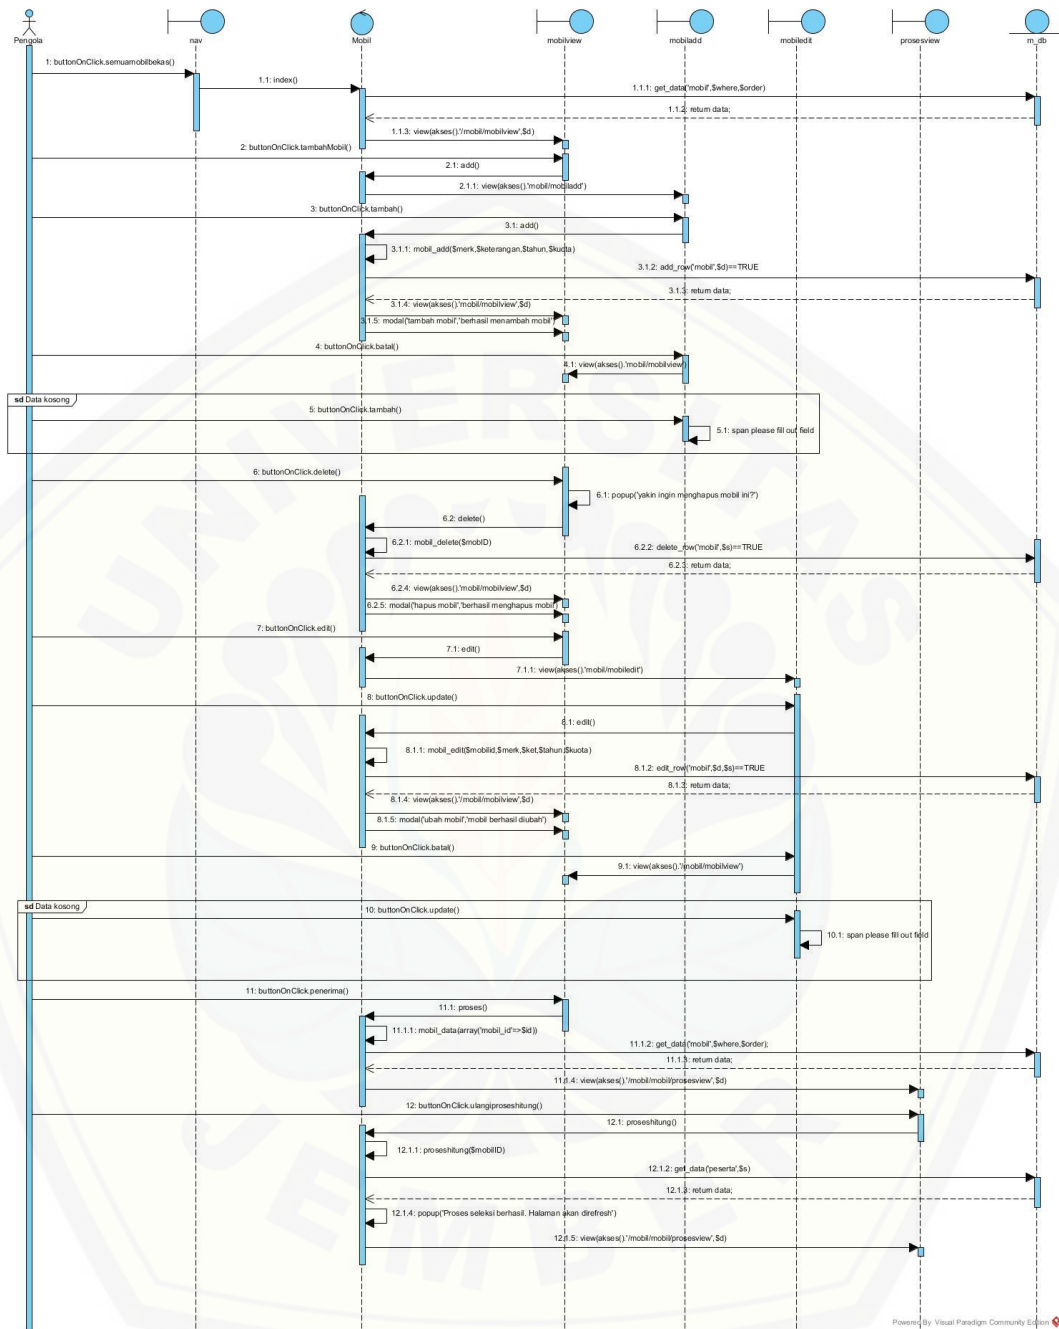 Pengola
nav
Mobil
mobilview
mobiladd
mobiledit
prosesview
m_db
1: buttonOnClick.semuamobilbekas()
1.1: index()
1.1.1: get_data('mobil',$where,$order)
1.1.2: return data;
1.1.3: view(akses().'/mobil/mobilview',$d)
2: buttonOnClick.tambahMobil()
2.1: add()
2.1.1: view(akses().'mobil/mobiladd')
3: buttonOnClick.tambah()
3.1: add()
3.1.1: mobil_add($merk,$keterangan,$tahun,$kuota)
3.1.2: add_row('mobil',$d)==TRUE
3.1.3: return data;
3.1.4: view(akses().'mobil/mobilview',$d)
3.1.5: modal('tambah mobil','berhasil menambah mobil')
4: buttonOnClick.batal()
4.1: view(akses().'mobil/mobilview')
sd Data kosong
5: buttonOnClick.tambah()
5.1: span please fill out field
6: buttonOnClick.delete()
6.1: popup('yakin ingin menghapus mobil ini?')
6.2: delete()
6.2.1: mobil_delete($mobID)
6.2.2: delete_row('mobil',$s)==TRUE
6.2.3: return data;
6.2.4: view(akses().'mobil/mobilview',$d)
6.2.5: modal('hapus mobil','berhasil menghapus mobil')
7: buttonOnClick.edit()
7.1: edit()
7.1.1: view(akses().'mobil/mobiledit')
8: buttonOnClick.update()
8.1: edit()
8.1.1: mobil_edit($mobilid,$merk,$ket,$tahun,$kuota)
8.1.2: edit_row('mobil',$d,$s)==TRUE
8.1.3: return data;
8.1.4: view(akses().'/mobil/mobilview',$d)
8.1.5: modal('ubah mobil','mobil berhasil diubah')
9: buttonOnClick.batal()
9.1: view(akses().'/mobil/mobilview')
sd Data kosong
10: buttonOnClick.update()
10.1: span please fill out field
11: buttonOnClick.penerima()
11.1: proses()
11.1.1: mobil_data(array('mobil_id'=>$id))
11.1.2: get_data('mobil',$where,$order);
11.1.3: return data;
11.1.4: view(akses().'/mobil/mobil/prosesview',$d)
12: buttonOnClick.ulangiproseshitung()
12.1: proseshitung()
12.1.1: proseshitung($mobilID)
12.1.2: get_data('peserta',$s)
12.1.3: return data;
12.1.4: popup('Proses seleksi berhasil. Halaman akan direfresh')
12.1.5: view(akses().'/mobil/mobil/prosesview',$d)
UNIVERSITAS
JEMBER
Powered By Visual Paradigm Community Edition